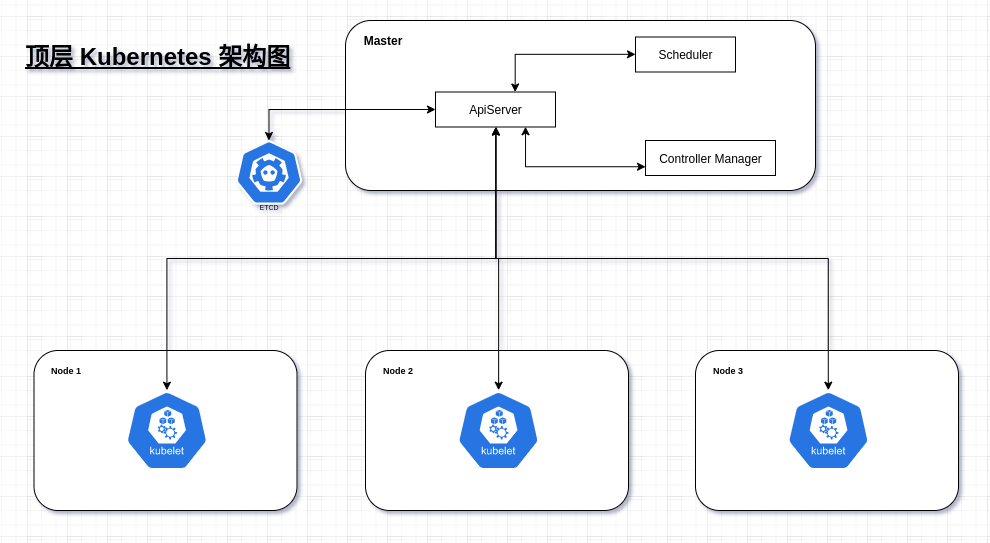 顶层 Kubernetes 架构图
Master
Scheduler
ApiServer
Controller Manager
ETCD
Node 1
kubelet
Node 2
kubelet
Node 3
kubelet